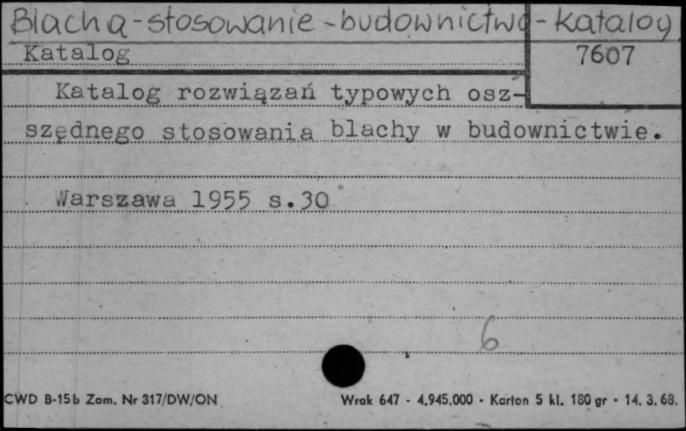 Blacha - stosowanie - budownictwo - katalog
Katalog
7607
Katalog rozwiązań typowych osz-
szędnego stosowania blachy w budownictwie.
Warszawa 1955 s.30
6
CWD B-15b Zam. Nr 317/DW/ON
Wrak 647 - 4.945.000 - Karton 5 kl. 180 gr - 14. 3. 68.